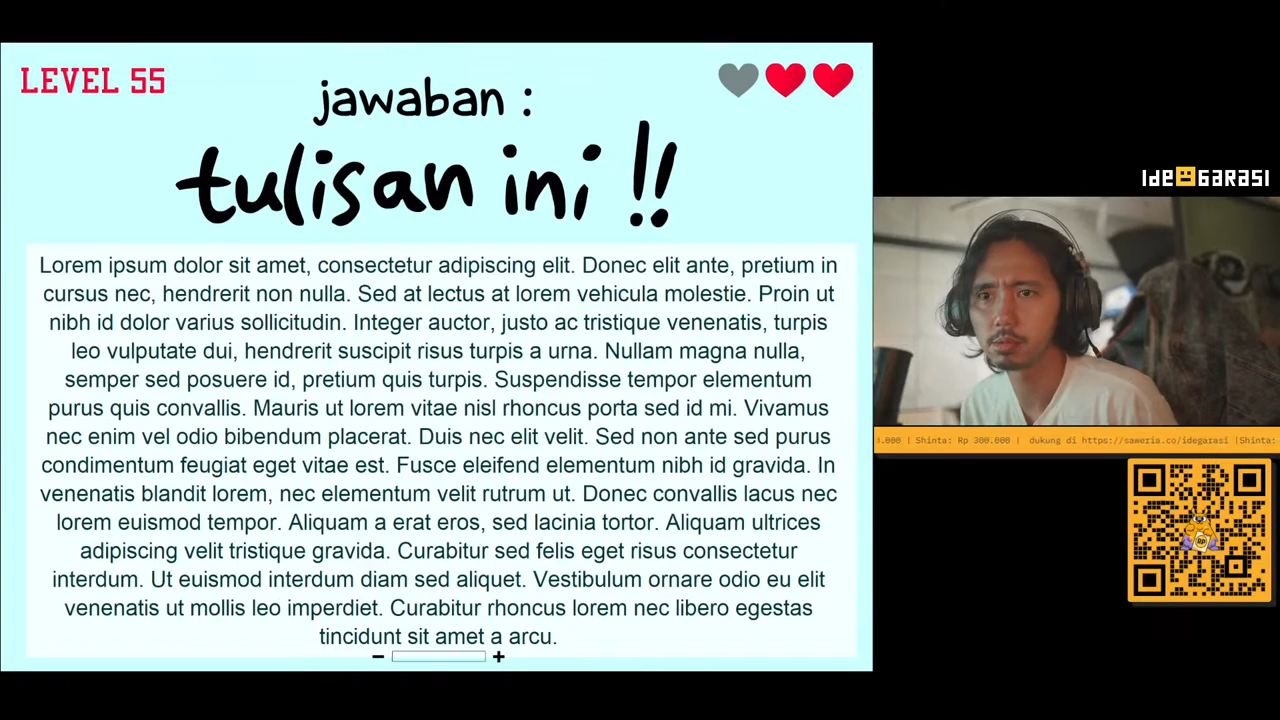 LEVEL 55
jawaban :
tulisan ini !!
Lorem ipsum dolor sit amet, consectetur adipiscing elit. Donec elit ante, pretium in
cursus nec, hendrerit non nulla. Sed at lectus at lorem vehicula molestie. Proin ut
nibh id dolor varius sollicitudin. Integer auctor, justo ac tristique venenatis, turpis
leo vulputate dui, hendrerit suscipit risus turpis a urna. Nullam magna nulla,
semper sed posuere id, pretium quis turpis. Suspendisse tempor elementum
purus quis convallis. Mauris ut lorem vitae nisl rhoncus porta sed id mi. Vivamus
nec enim vel odio bibendum placerat. Duis nec elit velit. Sed non ante sed purus
condimentum feugiat eget vitae est. Fusce eleifend elementum nibh id gravida. In
venenatis blandit lorem, nec elementum velit rutrum ut. Donec convallis lacus nec
lorem euismod tempor. Aliquam a erat eros, sed lacinia tortor. Aliquam ultrices
adipiscing velit tristique gravida. Curabitur sed felis eget risus consectetur
interdum. Ut euismod interdum diam sed aliquet. Vestibulum ornare odio eu elit
venenatis ut mollis leo imperdiet. Curabitur rhoncus lorem nec libero egestas
tincidunt sit amet a arcu.
- +
IDE GARASI
.000 | Shinta: Rp 300.000 | dukung di https://saweria.co/idegarasi |Shinta: